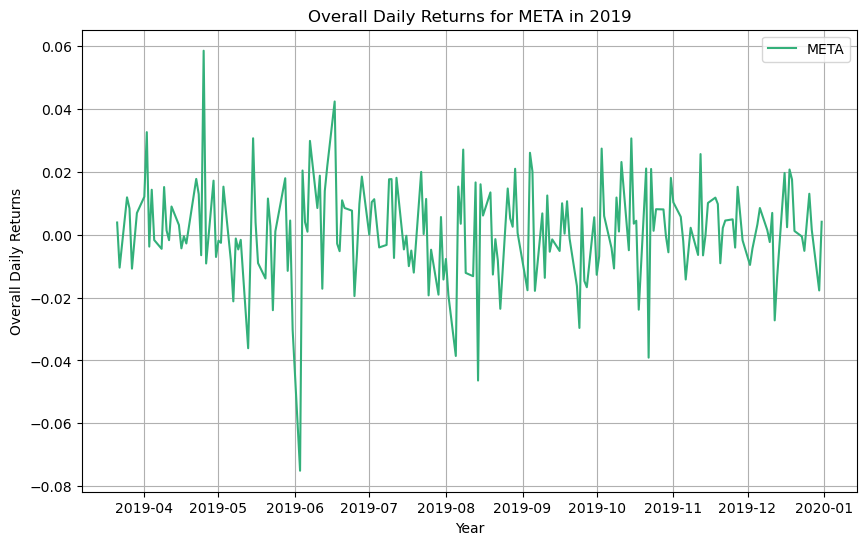 Overall Daily Returns for META in 2019
META
Overall Daily Returns
0.06
0.04
0.02
0.00
−0.02
−0.04
−0.06
−0.08
2019-04 2019-05 2019-06 2019-07 2019-08 2019-09 2019-10 2019-11 2019-12 2020-01
Year